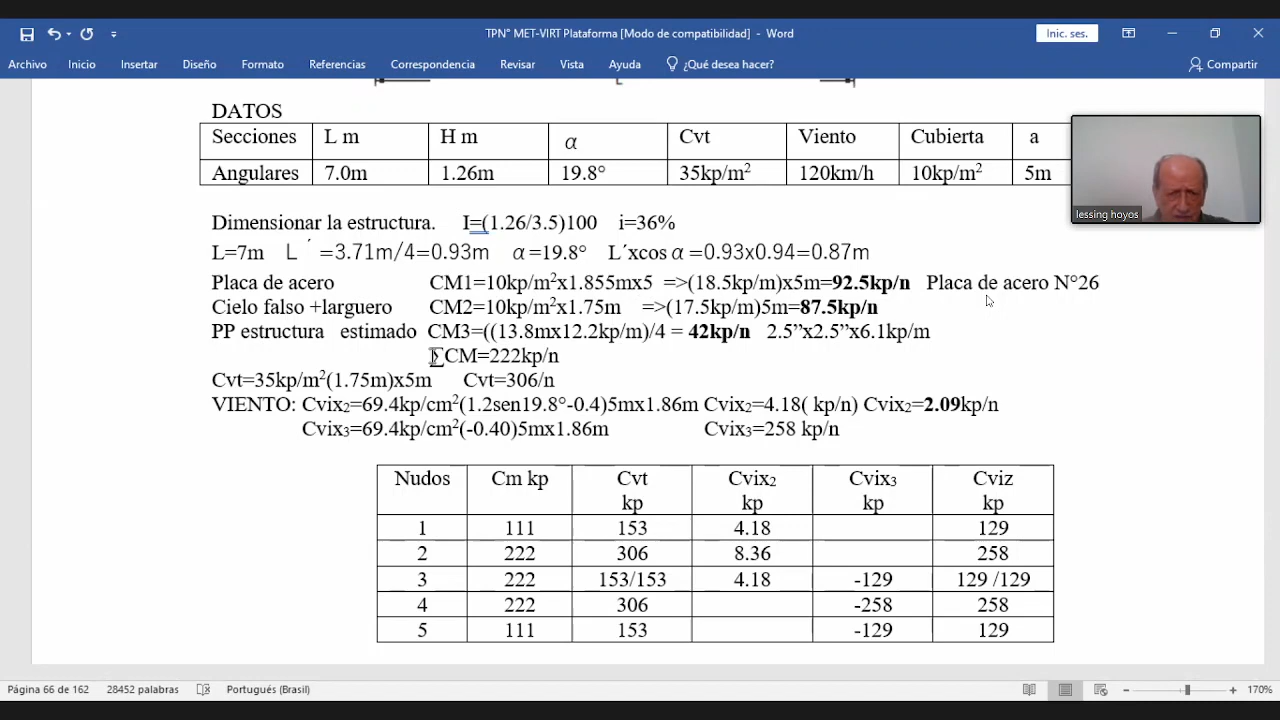 TPN° MET-VIRT Plataforma [Modo de compatibilidad] - Word
Inic. ses.
Archivo Inicio Insertar Diseño Formato Referencias Correspondencia Revisar Vista Ayuda ¿Qué desea hacer? Compartir
L
DATOS
Secciones L m H m α Cvt Viento Cubierta a
Angulares 7.0m 1.26m 19.8° 35kp/m² 120km/h 10kp/m² 5m
lessing hoyos
Dimensionar la estructura. I=(1.26/3.5)100 i=36%
L=7m L´=3.71m/4=0.93m α=19.8° L´xcos α=0.93x0.94=0.87m
Placa de acero CM1=10kp/m²x1.855mx5 =>(18.5kp/m)x5m=92.5kp/n Placa de acero N°26
Cielo falso +larguero CM2=10kp/m²x1.75m =>(17.5kp/m)5m=87.5kp/n
PP estructura estimado CM3=((13.8mx12.2kp/m)/4 = 42kp/n 2.5”x2.5”x6.1kp/m
∑CM=222kp/n
Cvt=35kp/m²(1.75m)x5m Cvt=306/n
VIENTO: Cvix₂=69.4kp/cm²(1.2sen19.8°-0.4)5mx1.86m Cvix₂=4.18( kp/n) Cvix₂=2.09kp/n
Cvix₃=69.4kp/cm²(-0.40)5mx1.86m Cvix₃=258 kp/n
Nudos Cm kp Cvt kp Cvix₂ kp Cvix₃ kp Cviz kp
1 111 153 4.18 129
2 222 306 8.36 258
3 222 153/153 4.18 -129 129 /129
4 222 306 -258 258
5 111 153 -129 129
Página 66 de 162 28452 palabras Português (Brasil) 170%